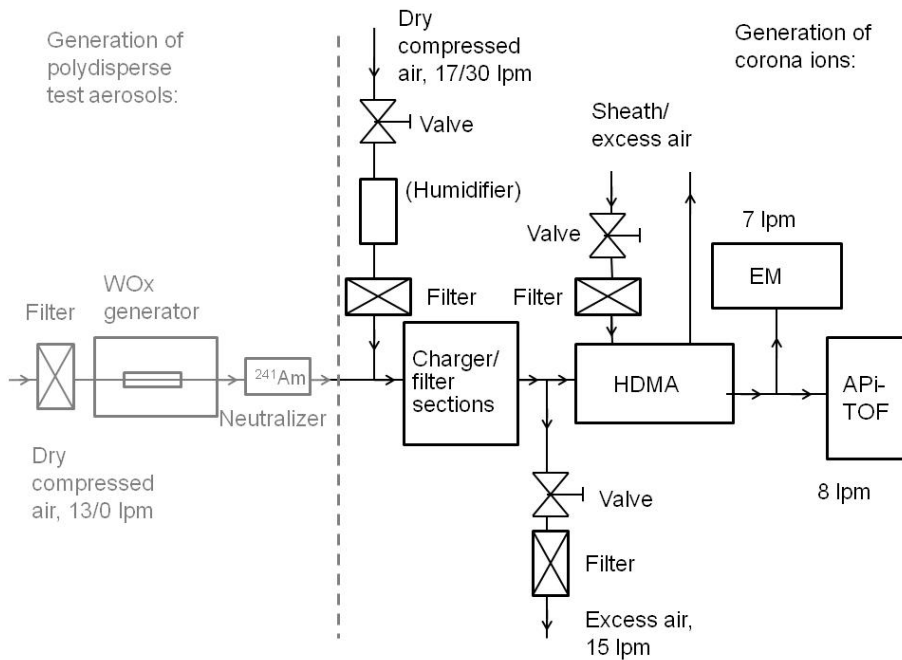 Generation of
polydisperse
test aerosols:
Dry
compressed
air, 17/30 lpm
Generation of
corona ions:
Valve
Sheath/
excess air
(Humidifier)
Valve
7 lpm
EM
WOx
generator
Filter
Filter
Filter
Charger/
filter
sections
HDMA
APi-
TOF
²⁴¹Am
Neutralizer
Dry
compressed
air, 13/0 lpm
Valve
8 lpm
Filter
Excess air,
15 lpm